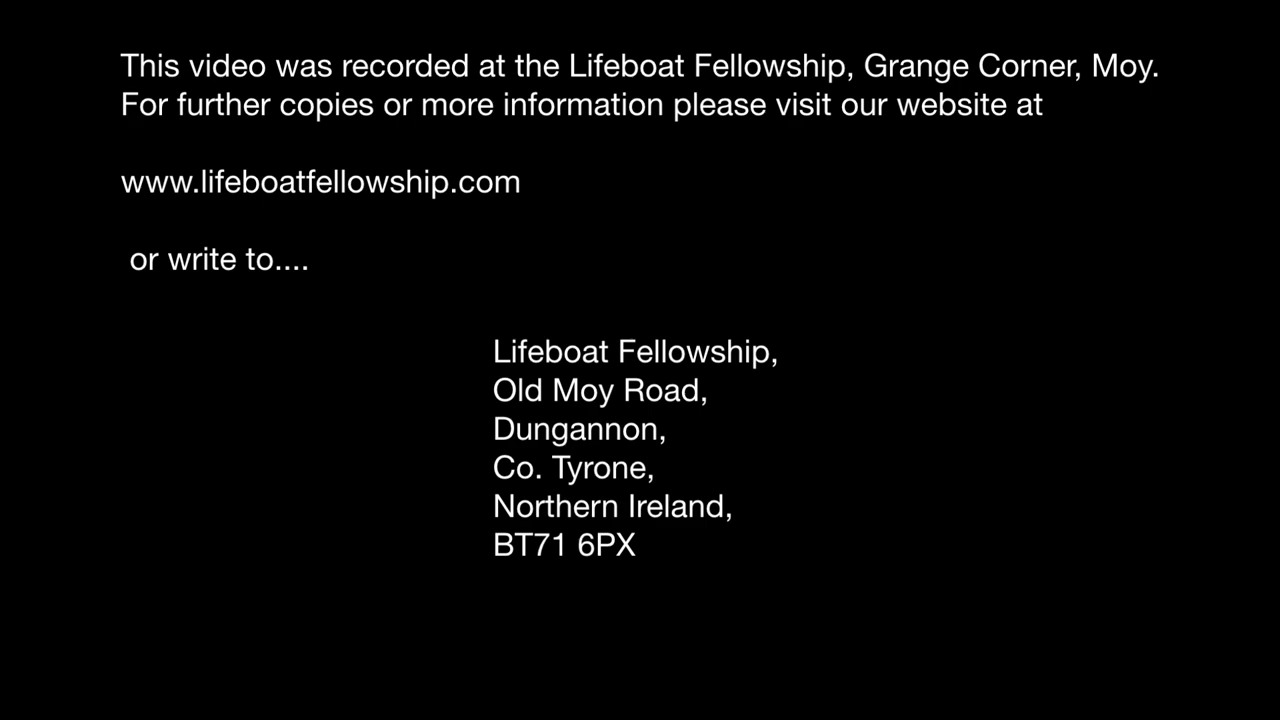 This video was recorded at the Lifeboat Fellowship, Grange Corner, Moy.
For further copies or more information please visit our website at
www.lifeboatfellowship.com
or write to....
Lifeboat Fellowship,
Old Moy Road,
Dungannon,
Co. Tyrone,
Northern Ireland,
BT71 6PX